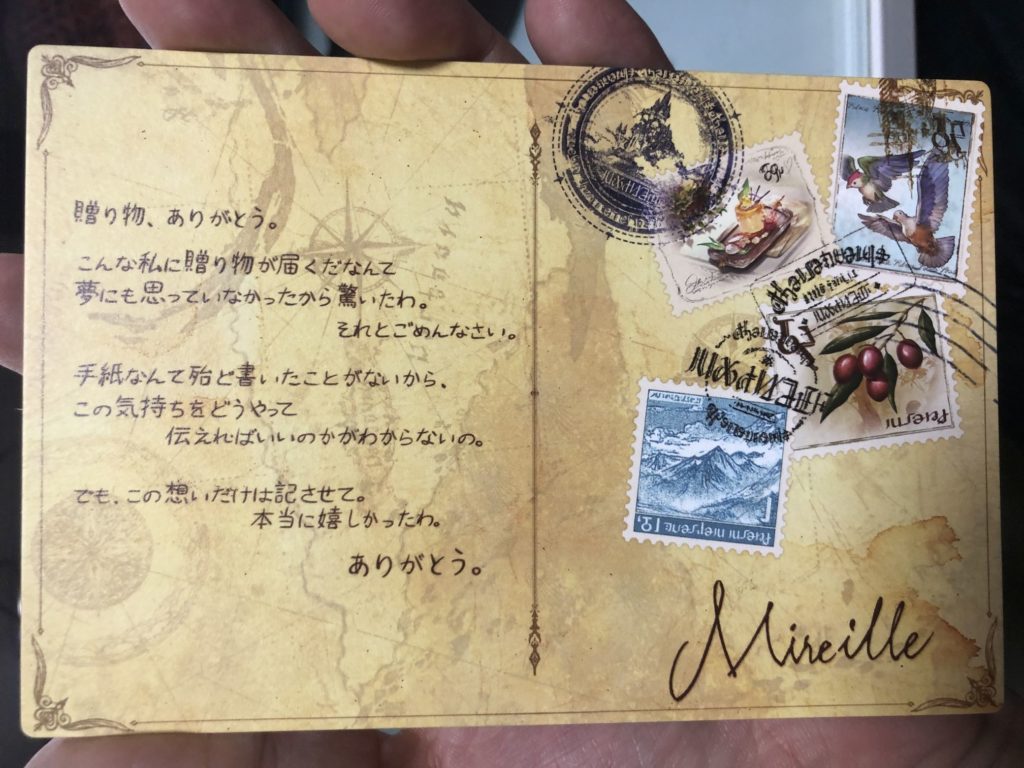 贈り物、ありがとう。
こんな私に贈り物が届くだなんて
夢にも思っていなかったから驚いたわ。
それとごめんなさい。
手紙なんて殆ど書いたことがないから、
この気持ちをどうやって
伝えればいいのかがわからないの。
でも、この想いだけは記させて。
本当に嬉しかったわ。
ありがとう。
Mireille